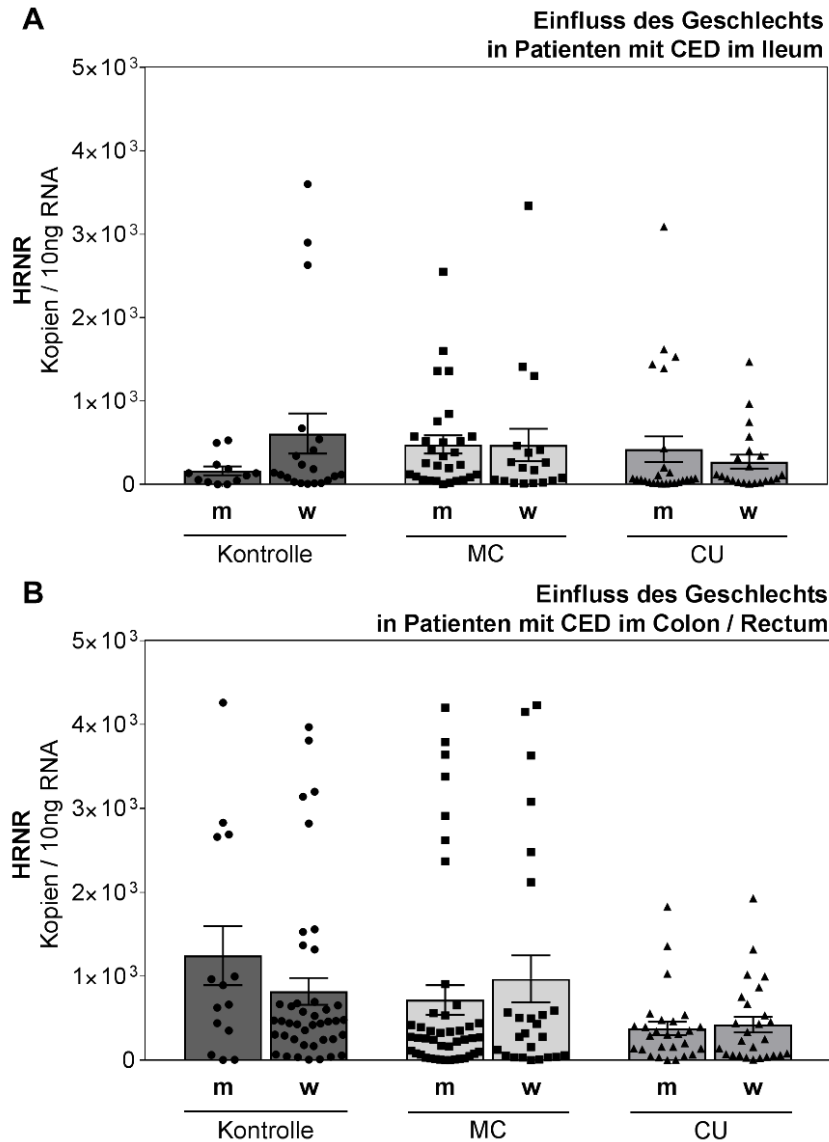 A
Einfluss des Geschlechts
in Patienten mit CED im Ileum
HRNR
Kopien / 10ng RNA
5×10³
4×10³
3×10³
2×10³
1×10³
0
m w m w m w
Kontrolle MC CU
B
Einfluss des Geschlechts
in Patienten mit CED im Colon / Rectum
HRNR
Kopien / 10ng RNA
5×10³
4×10³
3×10³
2×10³
1×10³
0
m w m w m w
Kontrolle MC CU